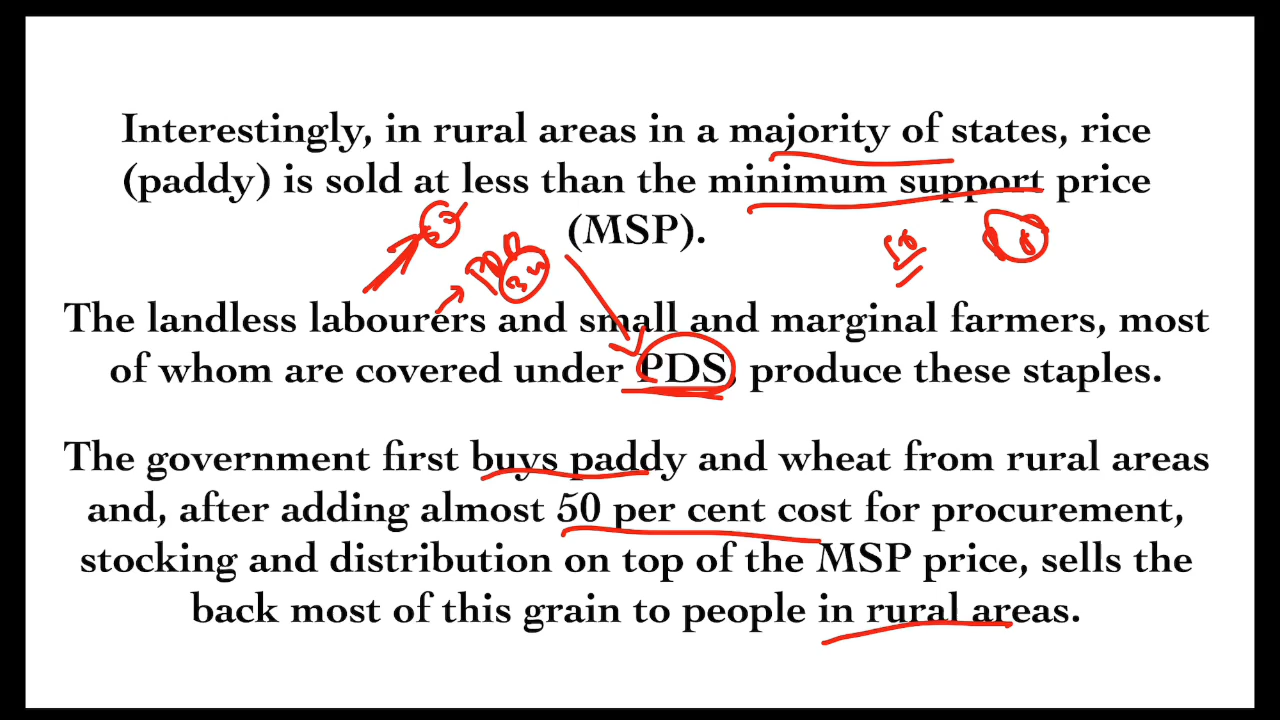 Interestingly, in rural areas in a majority of states, rice
(paddy) is sold at less than the minimum support price
(MSP).
The landless labourers and small and marginal farmers, most
of whom are covered under PDS, produce these staples.
The government first buys paddy and wheat from rural areas
and, after adding almost 50 per cent cost for procurement,
stocking and distribution on top of the MSP price, sells the
back most of this grain to people in rural areas.